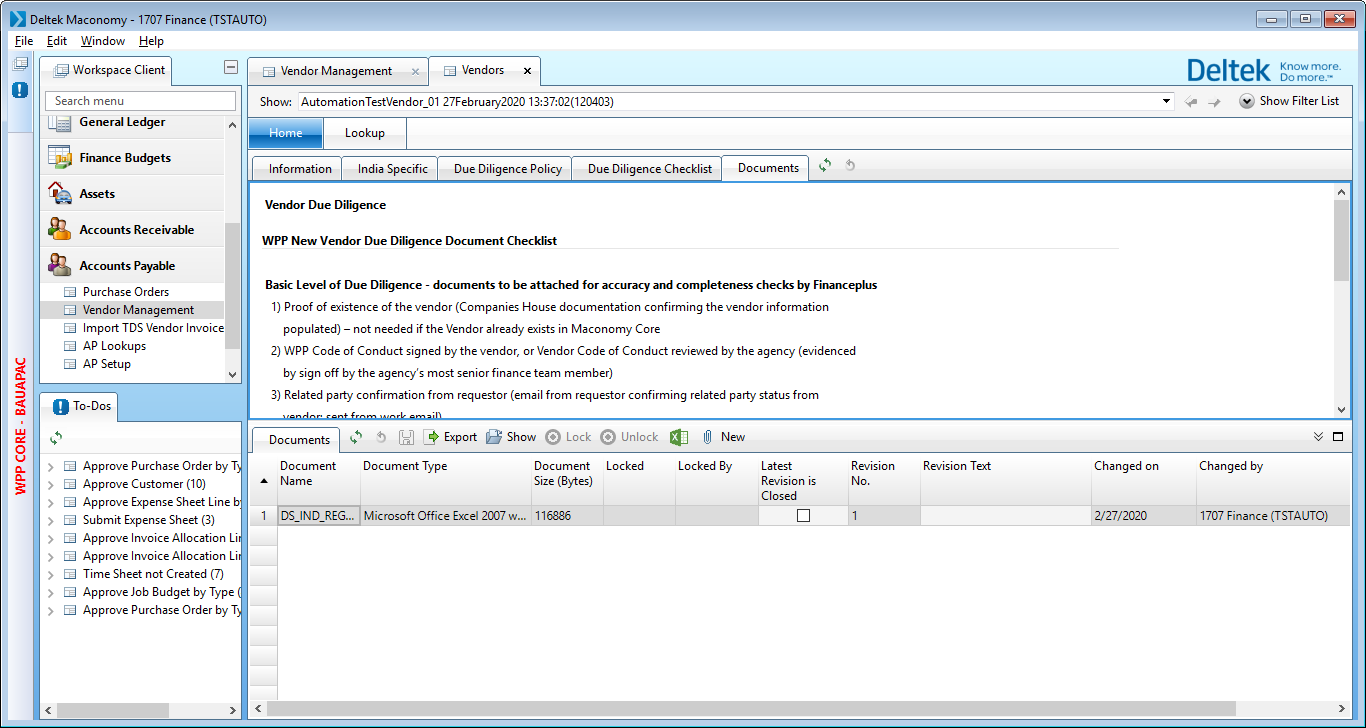 Deltek Maconomy - 1707 Finance (TSTAUTO)
File Edit Window Help
WPP CORE - BAUAPAC
Workspace Client
Search menu
General Ledger
Finance Budgets
Assets
Accounts Receivable
Accounts Payable
Purchase Orders
Vendor Management
Import TDS Vendor Invoice
AP Lookups
AP Setup
To-Dos
Approve Purchase Order by Ty
Approve Customer (10)
Approve Expense Sheet Line by
Submit Expense Sheet (3)
Approve Invoice Allocation Lin
Approve Invoice Allocation Lin
Time Sheet not Created (7)
Approve Job Budget by Type (
Approve Purchase Order by Ty
Vendor Management Vendors
Deltek Know more.
Do more.™
Show: AutomationTestVendor_01 27February2020 13:37:02(120403) Show Filter List
Home Lookup
Information India Specific Due Diligence Policy Due Diligence Checklist Documents
Vendor Due Diligence
WPP New Vendor Due Diligence Document Checklist
Basic Level of Due Diligence - documents to be attached for accuracy and completeness checks by Financeplus
1) Proof of existence of the vendor (Companies House documentation confirming the vendor information
populated) – not needed if the Vendor already exists in Maconomy Core
2) WPP Code of Conduct signed by the vendor, or Vendor Code of Conduct reviewed by the agency (evidenced
by sign off by the agency's most senior finance team member)
3) Related party confirmation from requestor (email from requestor confirming related party status from
vendor; sent from work email)
Documents Export Show Lock Unlock New
Document Document Type Document Locked Locked By Latest Revision Revision Text Changed on Changed by
Name Size (Bytes) Revision is No.
Closed
1 DS_IND_REG... Microsoft Office Excel 2007 w... 116886 1 2/27/2020 1707 Finance (TSTAUTO)